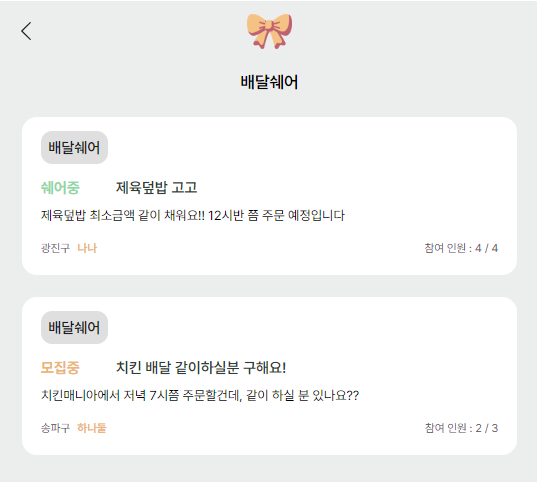 배달쉐어
배달쉐어
쉐어중 제육덮밥 고고
제육덮밥 최소금액 같이 채워요!! 12시반 쯤 주문 예정입니다
광진구 나나 참여 인원 : 4 / 4
배달쉐어
모집중 치킨 배달 같이하실분 구해요!
치킨매니아에서 저녁 7시쯤 주문할건데, 같이 하실 분 있나요??
송파구 하나둘 참여 인원 : 2 / 3